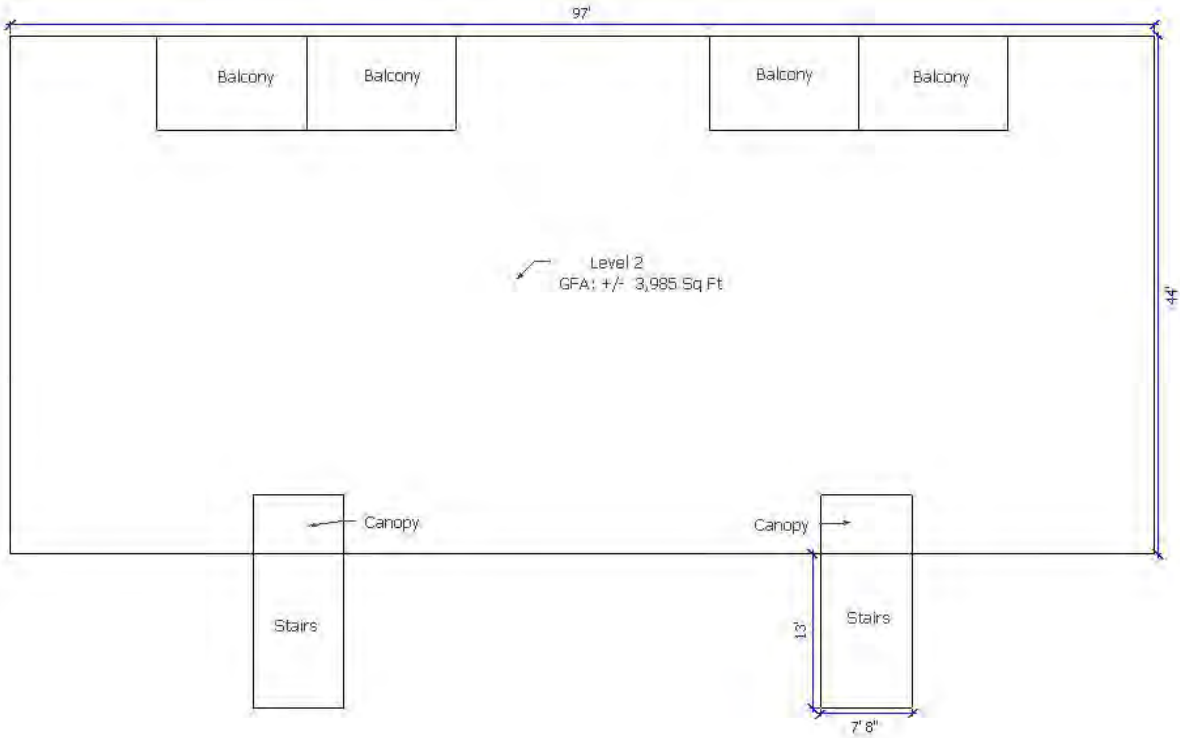 97'
Balcony
Balcony
Balcony
Balcony
Level 2
GFA: +/- 3,985 Sq Ft
44'
Canopy
Canopy
Stairs
13'
Stairs
7' 8"